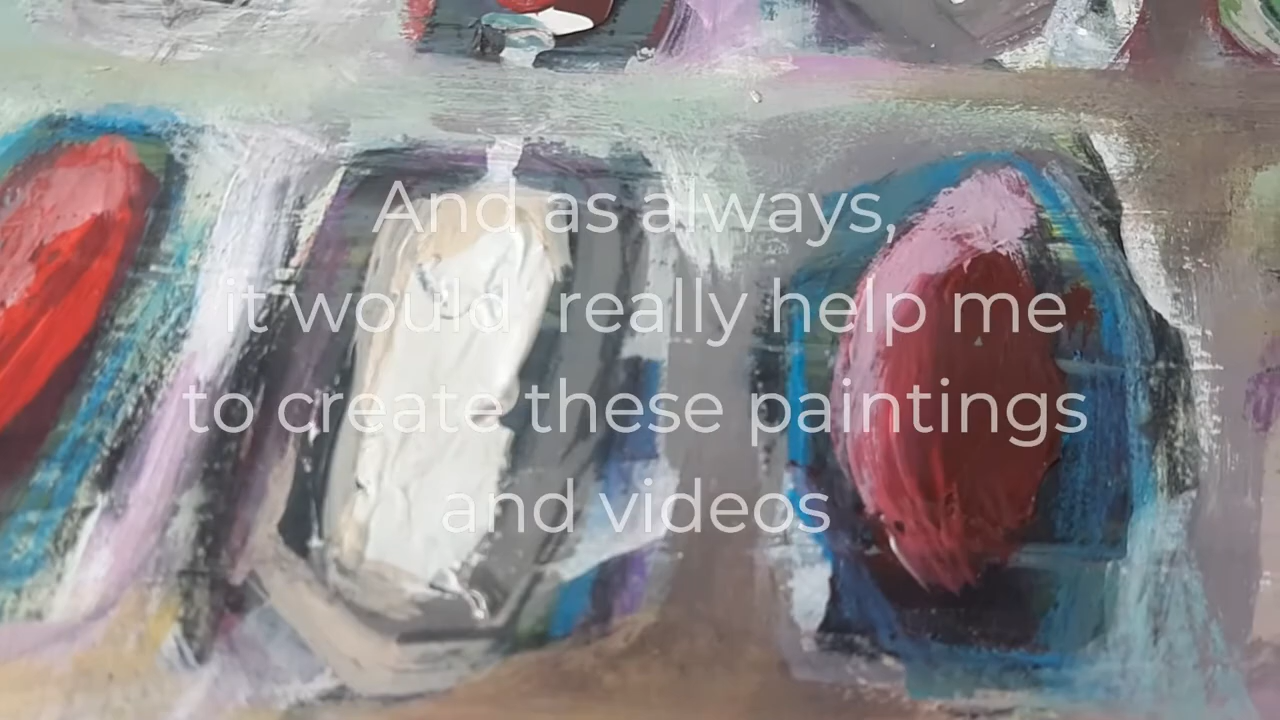 And as always,
it would really help me
to create these paintings
and videos